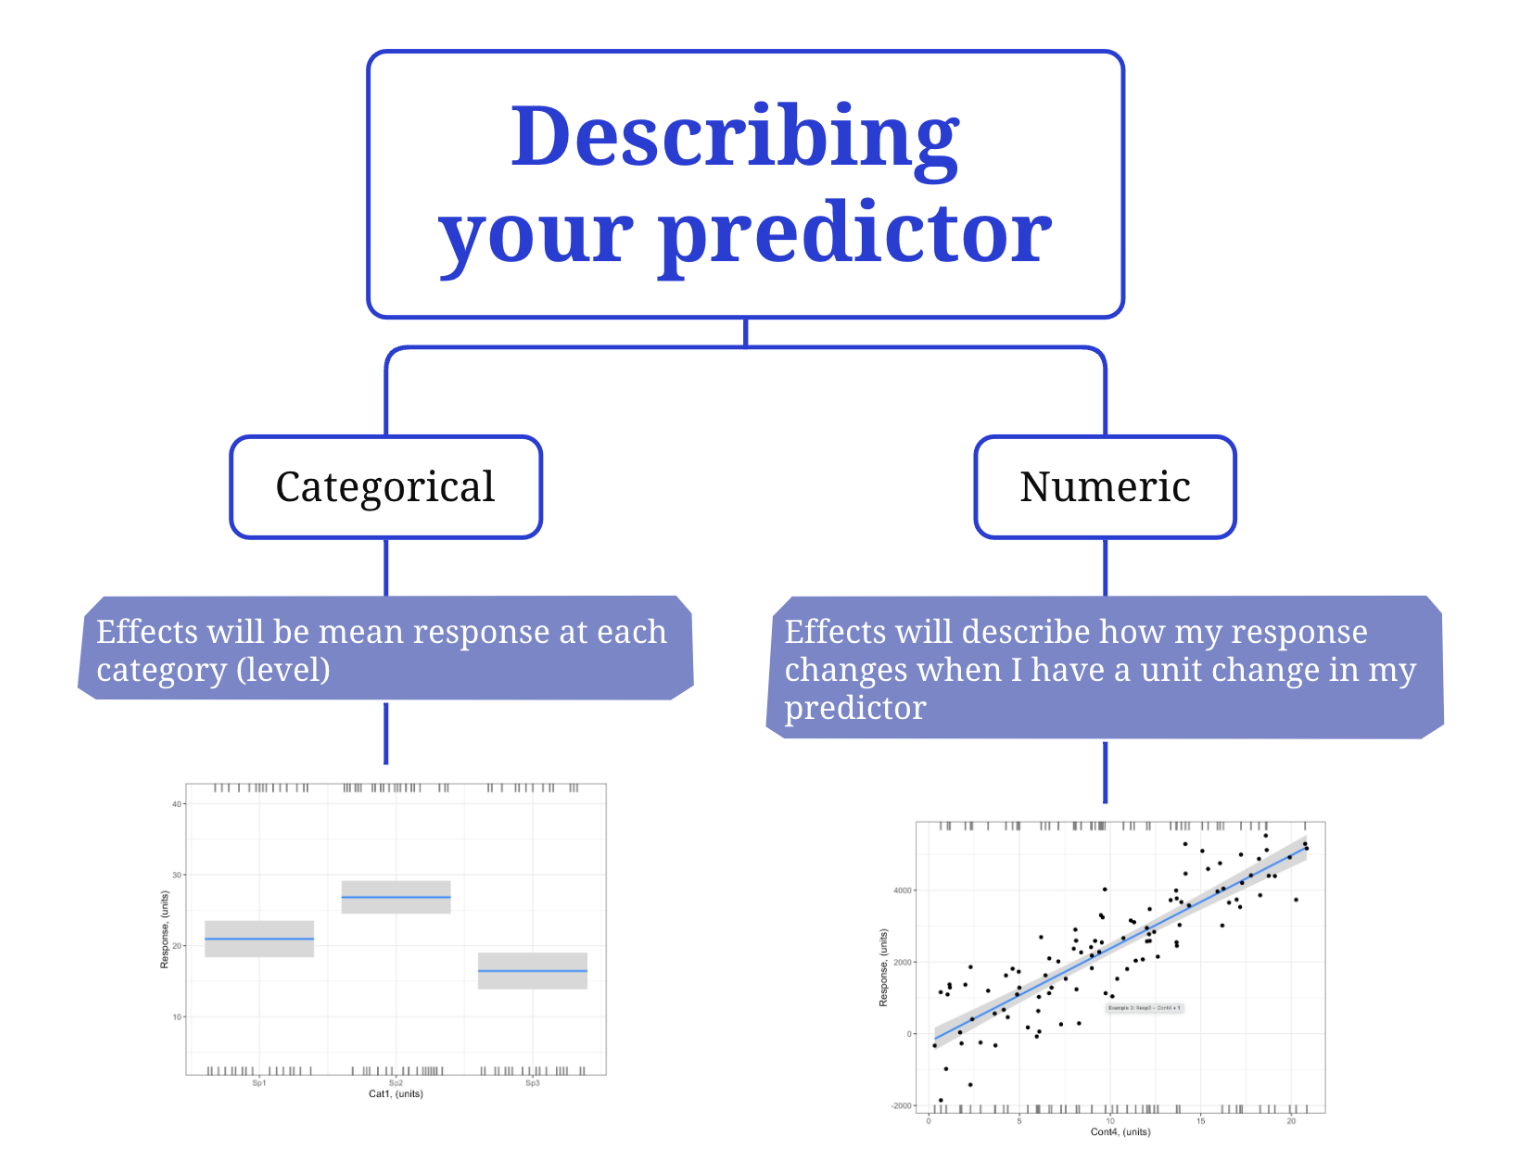 Describing
your predictor
Categorical
Numeric
Effects will be mean response at each
category (level)
Effects will describe how my response
changes when I have a unit change in my
predictor
40
30
20
10
Response, (units)
Sp1
Sp2
Sp3
Cat1, (units)
4000
2000
0
-2000
Response, (units)
0
5
10
15
20
Cont4, (units)